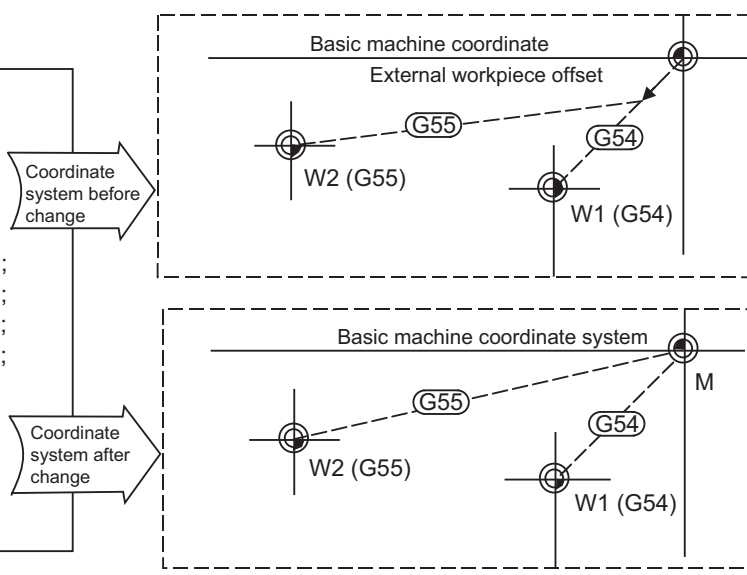 Basic machine coordinate
External workpiece offset
G55
G54
W2 (G55)
W1 (G54)
Coordinate
system before
change
;
;
;
;
Basic machine coordinate system
M
G55
G54
W2 (G55)
W1 (G54)
Coordinate
system after
change